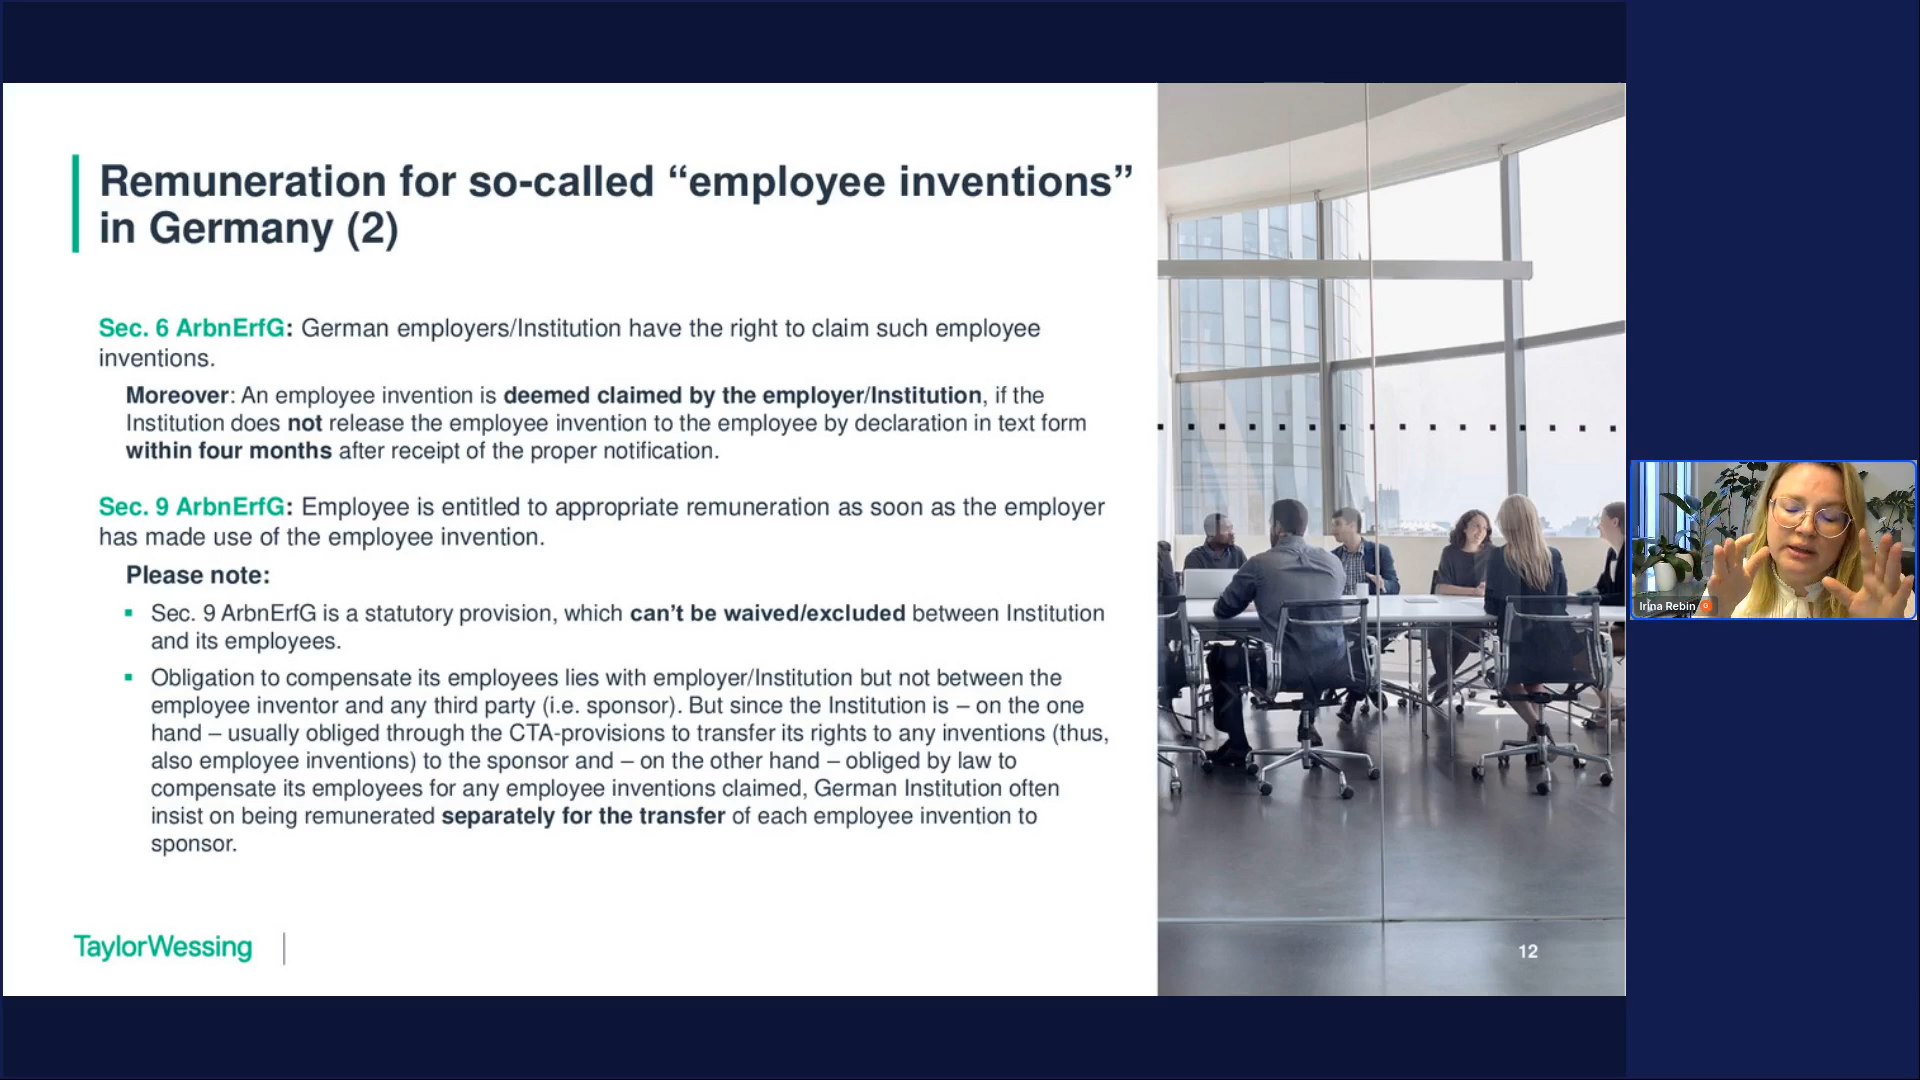 Remuneration for so-called “employee inventions”
in Germany (2)
Sec. 6 ArbnErfG: German employers/Institution have the right to claim such employee
inventions.
Moreover: An employee invention is deemed claimed by the employer/Institution, if the
Institution does not release the employee invention to the employee by declaration in text form
within four months after receipt of the proper notification.
Sec. 9 ArbnErfG: Employee is entitled to appropriate remuneration as soon as the employer
has made use of the employee invention.
Please note:
▪ Sec. 9 ArbnErfG is a statutory provision, which can’t be waived/excluded between Institution
and its employees.
▪ Obligation to compensate its employees lies with employer/Institution but not between the
employee inventor and any third party (i.e. sponsor). But since the Institution is – on the one
hand – usually obliged through the CTA-provisions to transfer its rights to any inventions (thus,
also employee inventions) to the sponsor and – on the other hand – obliged by law to
compensate its employees for any employee inventions claimed, German Institution often
insist on being remunerated separately for the transfer of each employee invention to
sponsor.
TaylorWessing
12
Irina Rebin G